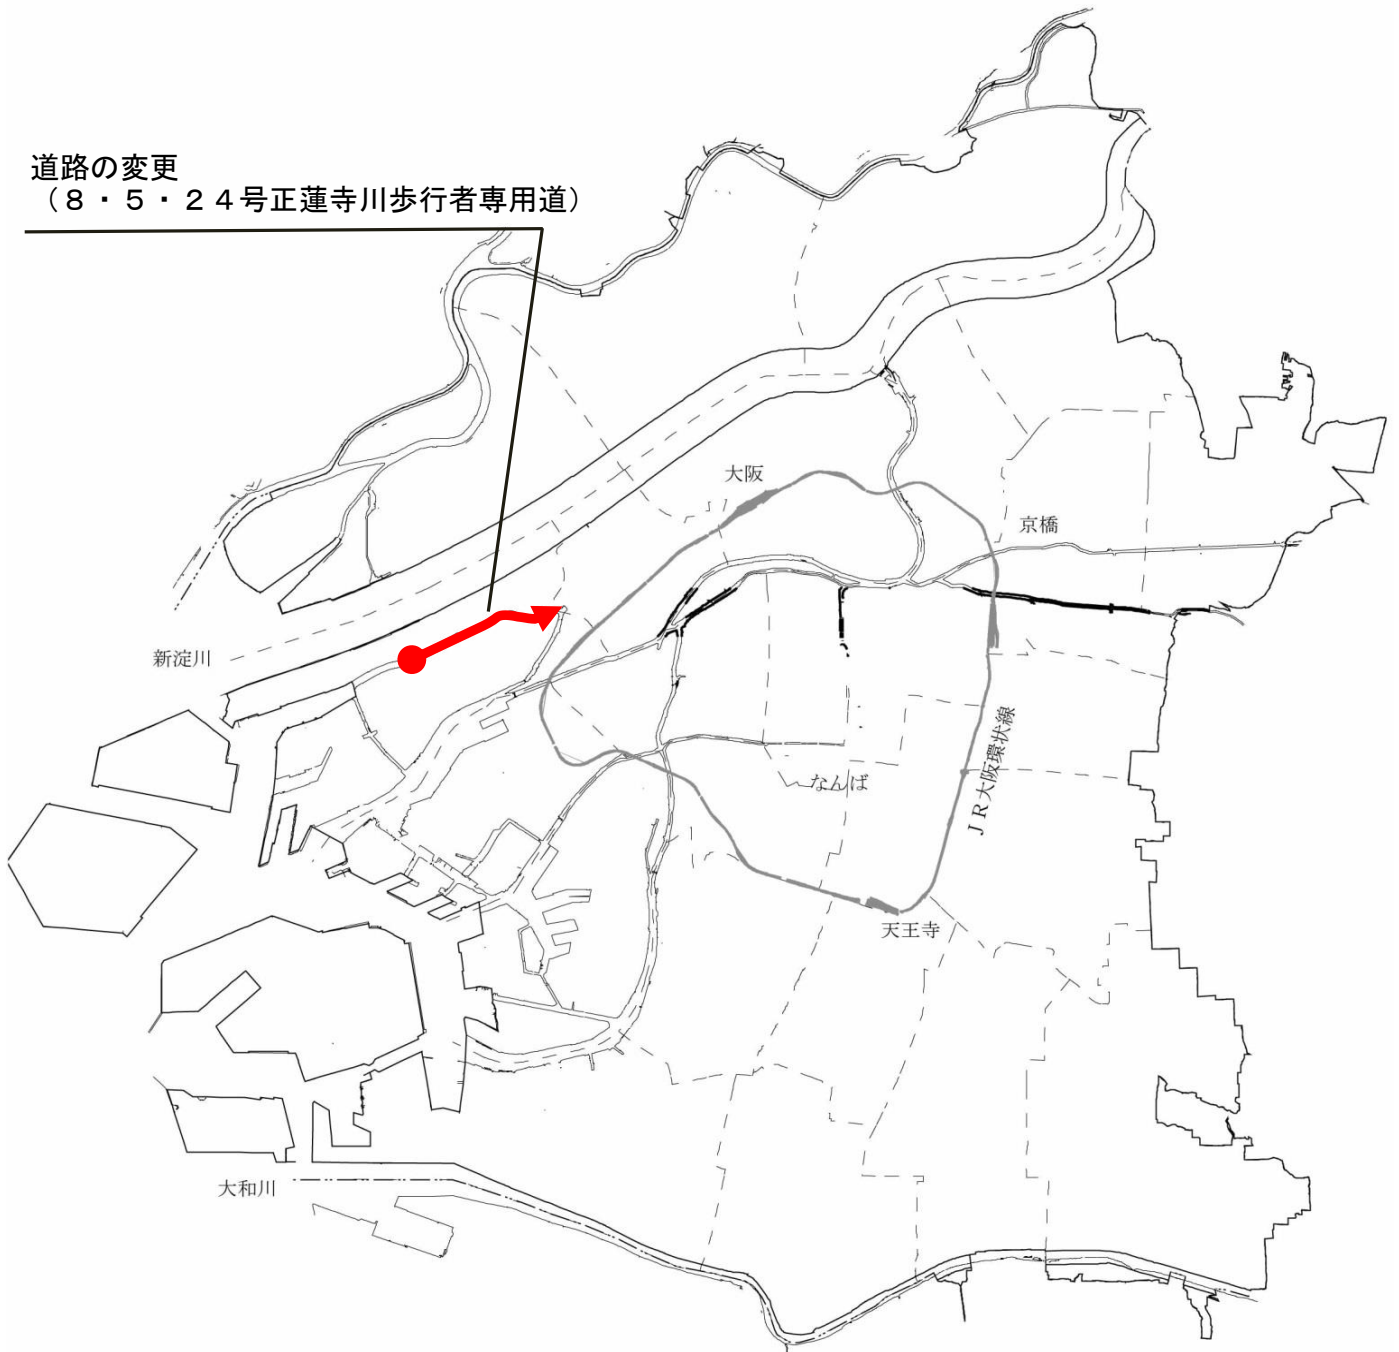 道路の変更
（８・５・２４号正蓮寺川歩行者専用道）
大阪
京橋
新淀川
ＪＲ大阪環状線
なんば
天王寺
大和川